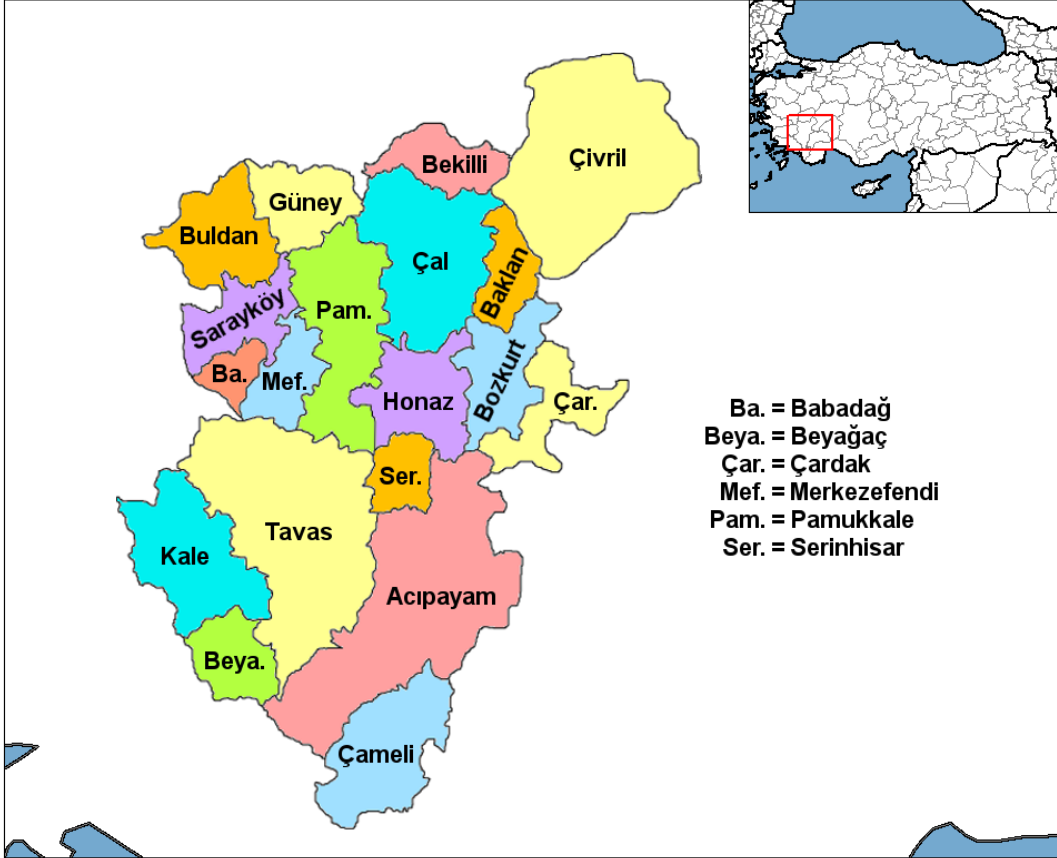 Çivril
Bekilli
Güney
Buldan
Çal
Baklan
Sarayköy
Pam.
Ba.
Mef.
Honaz
Bozkurt
Çar.
Ser.
Tavas
Kale
Acıpayam
Beya.
Çameli
Ba. = Babadağ
Beya. = Beyağaç
Çar. = Çardak
Mef. = Merkezefendi
Pam. = Pamukkale
Ser. = Serinhisar